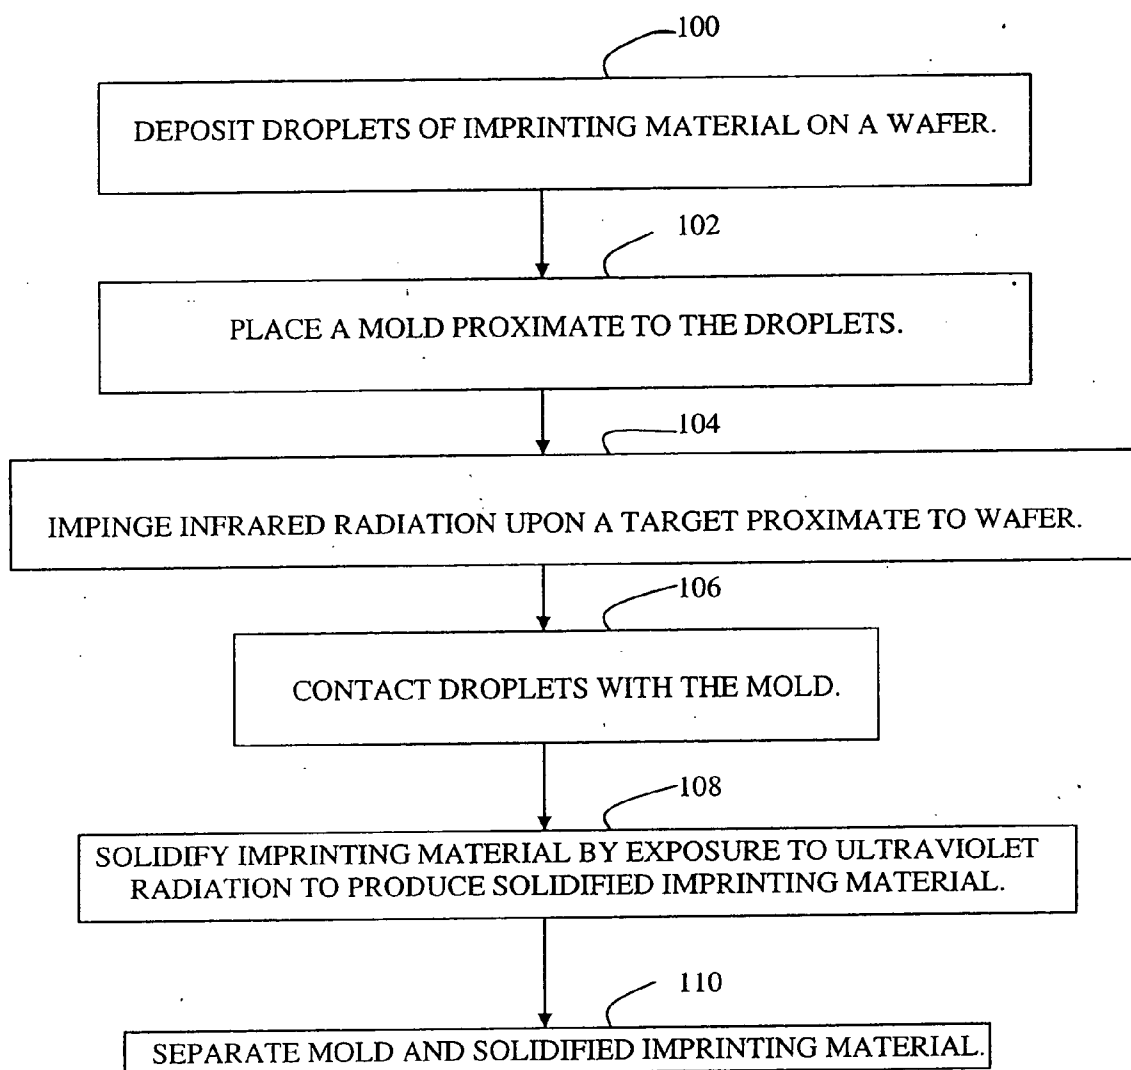 100
DEPOSIT DROPLETS OF IMPRINTING MATERIAL ON A WAFER.
102
PLACE A MOLD PROXIMATE TO THE DROPLETS.
104
IMPINGE INFRARED RADIATION UPON A TARGET PROXIMATE TO WAFER.
106
CONTACT DROPLETS WITH THE MOLD.
108
SOLIDIFY IMPRINTING MATERIAL BY EXPOSURE TO ULTRAVIOLET
RADIATION TO PRODUCE SOLIDIFIED IMPRINTING MATERIAL.
110
SEPARATE MOLD AND SOLIDIFIED IMPRINTING MATERIAL.